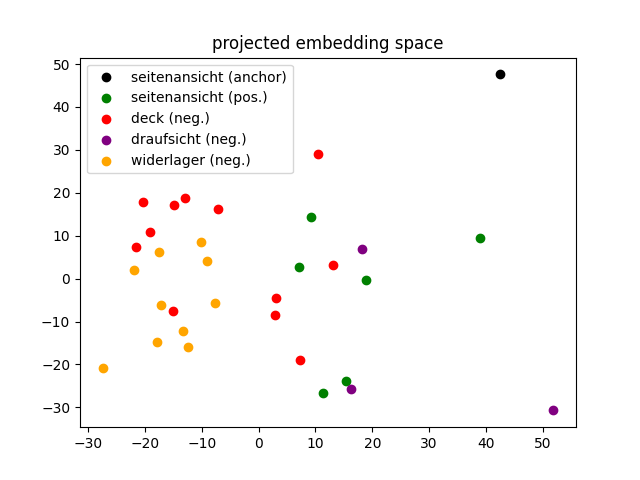 projected embedding space
seitenansicht (anchor)
seitenansicht (pos.)
deck (neg.)
draufsicht (neg.)
widerlager (neg.)
50
40
30
20
10
0
−10
−20
−30
−30 −20 −10 0 10 20 30 40 50